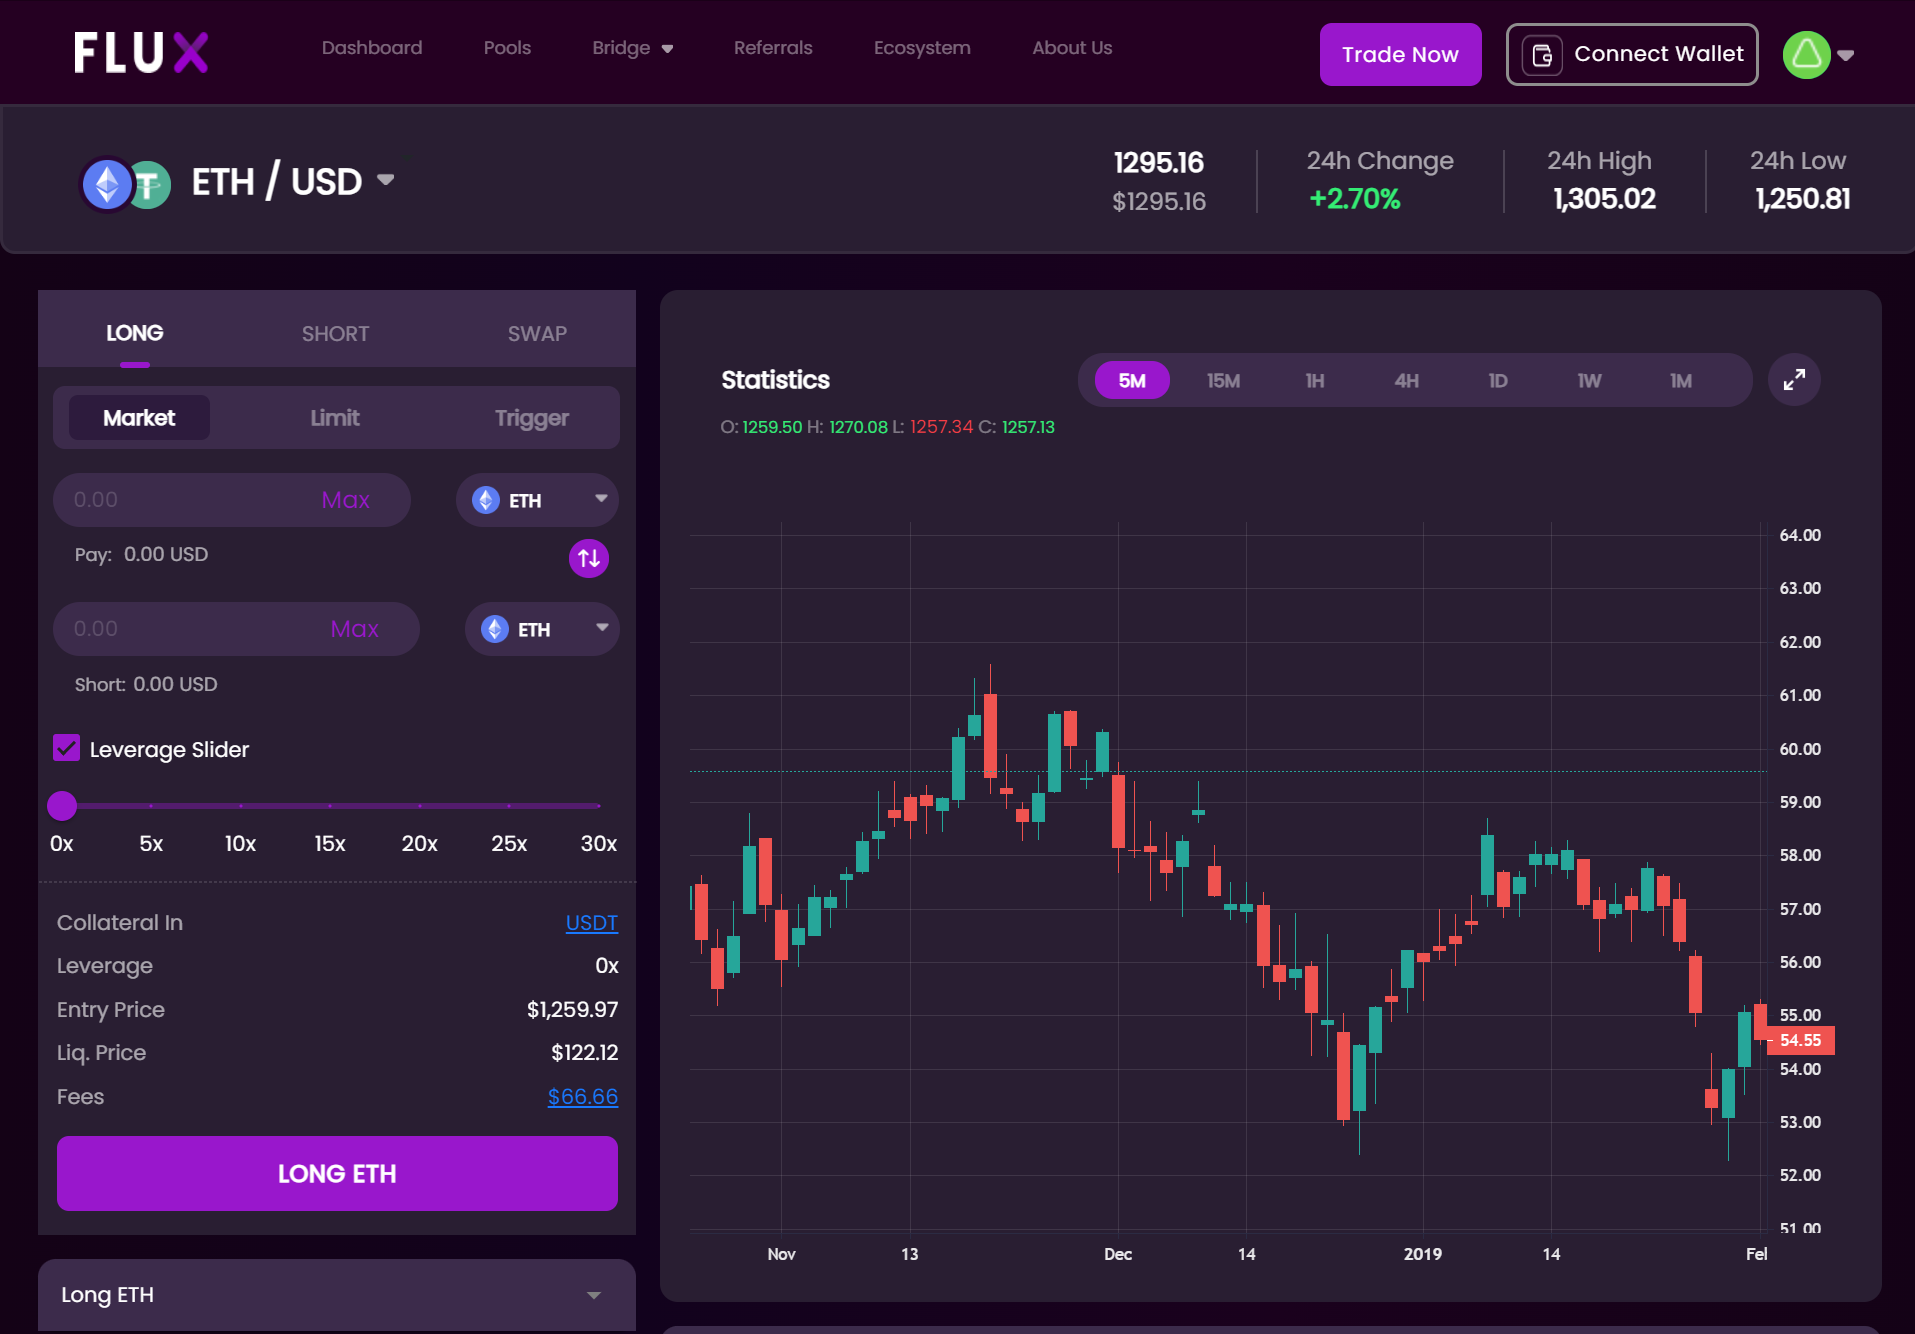 FLUX
Dashboard
Pools
Bridge
Referrals
Ecosystem
About Us
Trade Now
Connect Wallet
ETH / USD
1295.16
$1295.16
24h Change
+2.70%
24h High
1,305.02
24h Low
1,250.81
LONG
SHORT
SWAP
Market
Limit
Trigger
0.00
Max
ETH
Pay: 0.00 USD
0.00
Max
ETH
Short: 0.00 USD
Leverage Slider
0x
5x
10x
15x
20x
25x
30x
Collateral In
USDT
Leverage
0x
Entry Price
$1,259.97
Liq. Price
$122.12
Fees
$66.66
LONG ETH
Long ETH
Statistics
5M
15M
1H
4H
1D
1W
1M
O: 1259.50 H: 1270.08 L: 1257.34 C: 1257.13
64.00
63.00
62.00
61.00
60.00
59.00
58.00
57.00
56.00
55.00
54.55
54.00
53.00
52.00
51.00
Nov
13
Dec
14
2019
14
Fel